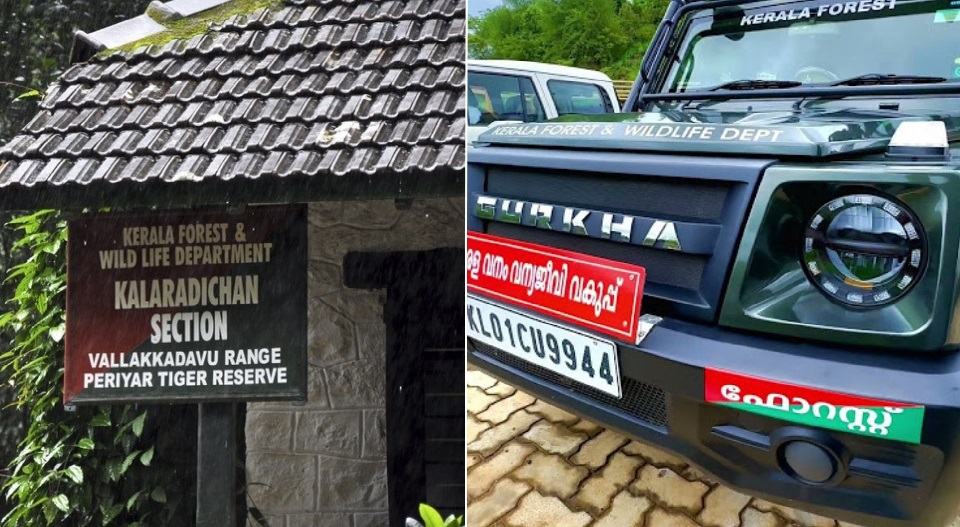 KERALA FOREST &
WILD LIFE DEPARTMENT
KALARADICHAN
SECTION
VALLAKKADAVU RANGE
PERIYAR TIGER RESERVE
KERALA FOREST
KERALA FOREST & WILDLIFE DEPT
GURKHA
വനം വന്യജീവി വകുപ്പ്
KL01CU9944
ഫോറസ്റ്റ്